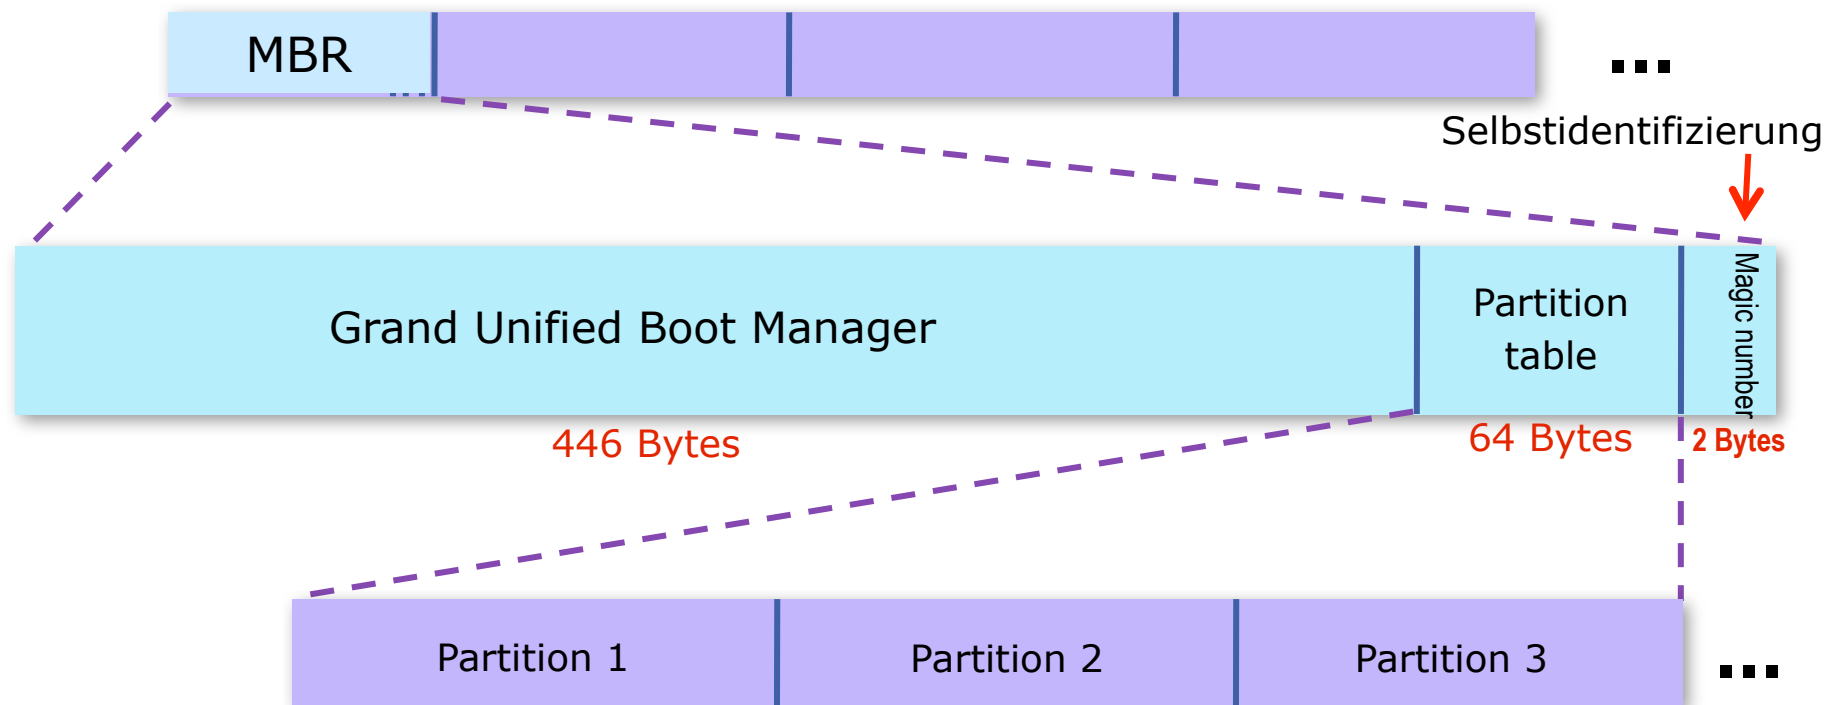 MBR
...
Selbstidentifizierung
Grand Unified Boot Manager
Partition
table
Magic number
446 Bytes
64 Bytes
2 Bytes
Partition 1
Partition 2
Partition 3
...